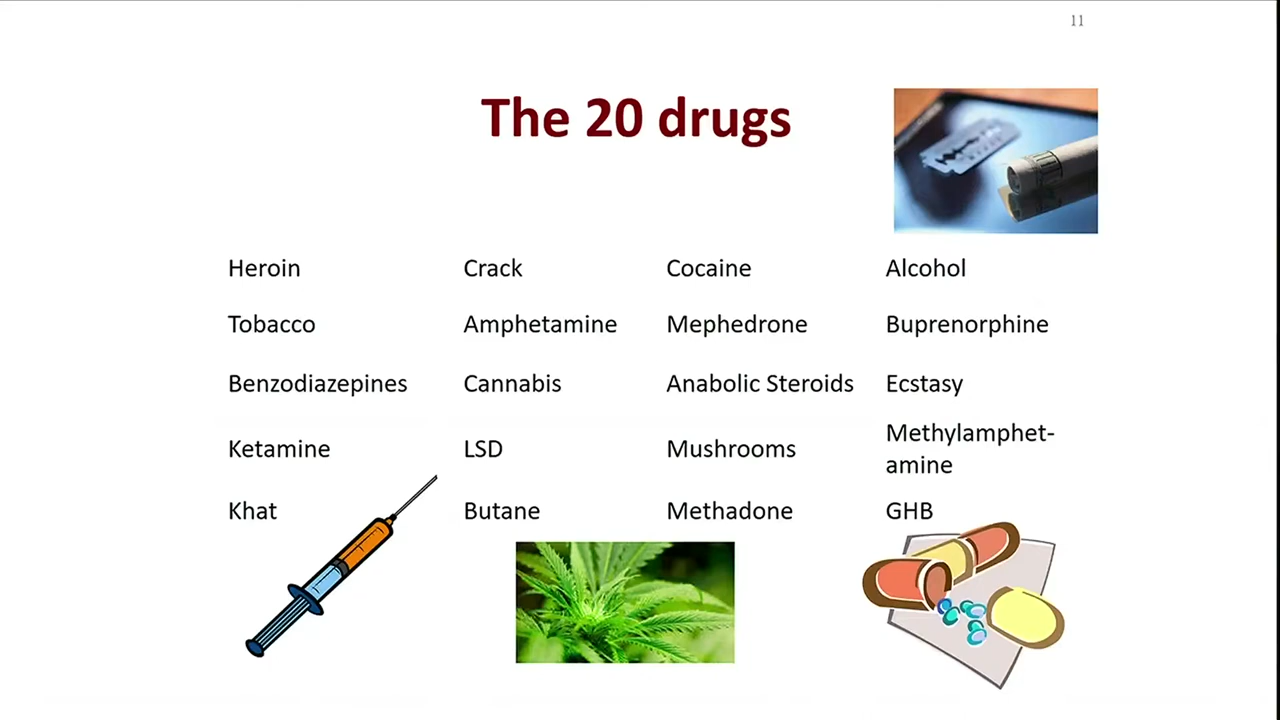 11
The 20 drugs
Heroin Crack Cocaine Alcohol
Tobacco Amphetamine Mephedrone Buprenorphine
Benzodiazepines Cannabis Anabolic Steroids Ecstasy
Ketamine LSD Mushrooms Methylamphet-
amine
Khat Butane Methadone GHB